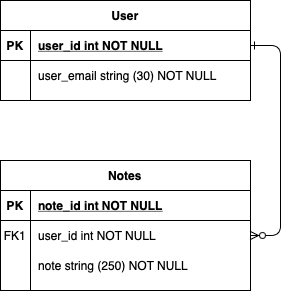 User
PK user_id int NOT NULL
user_email string (30) NOT NULL
Notes
PK note_id int NOT NULL
FK1 user_id int NOT NULL
note string (250) NOT NULL